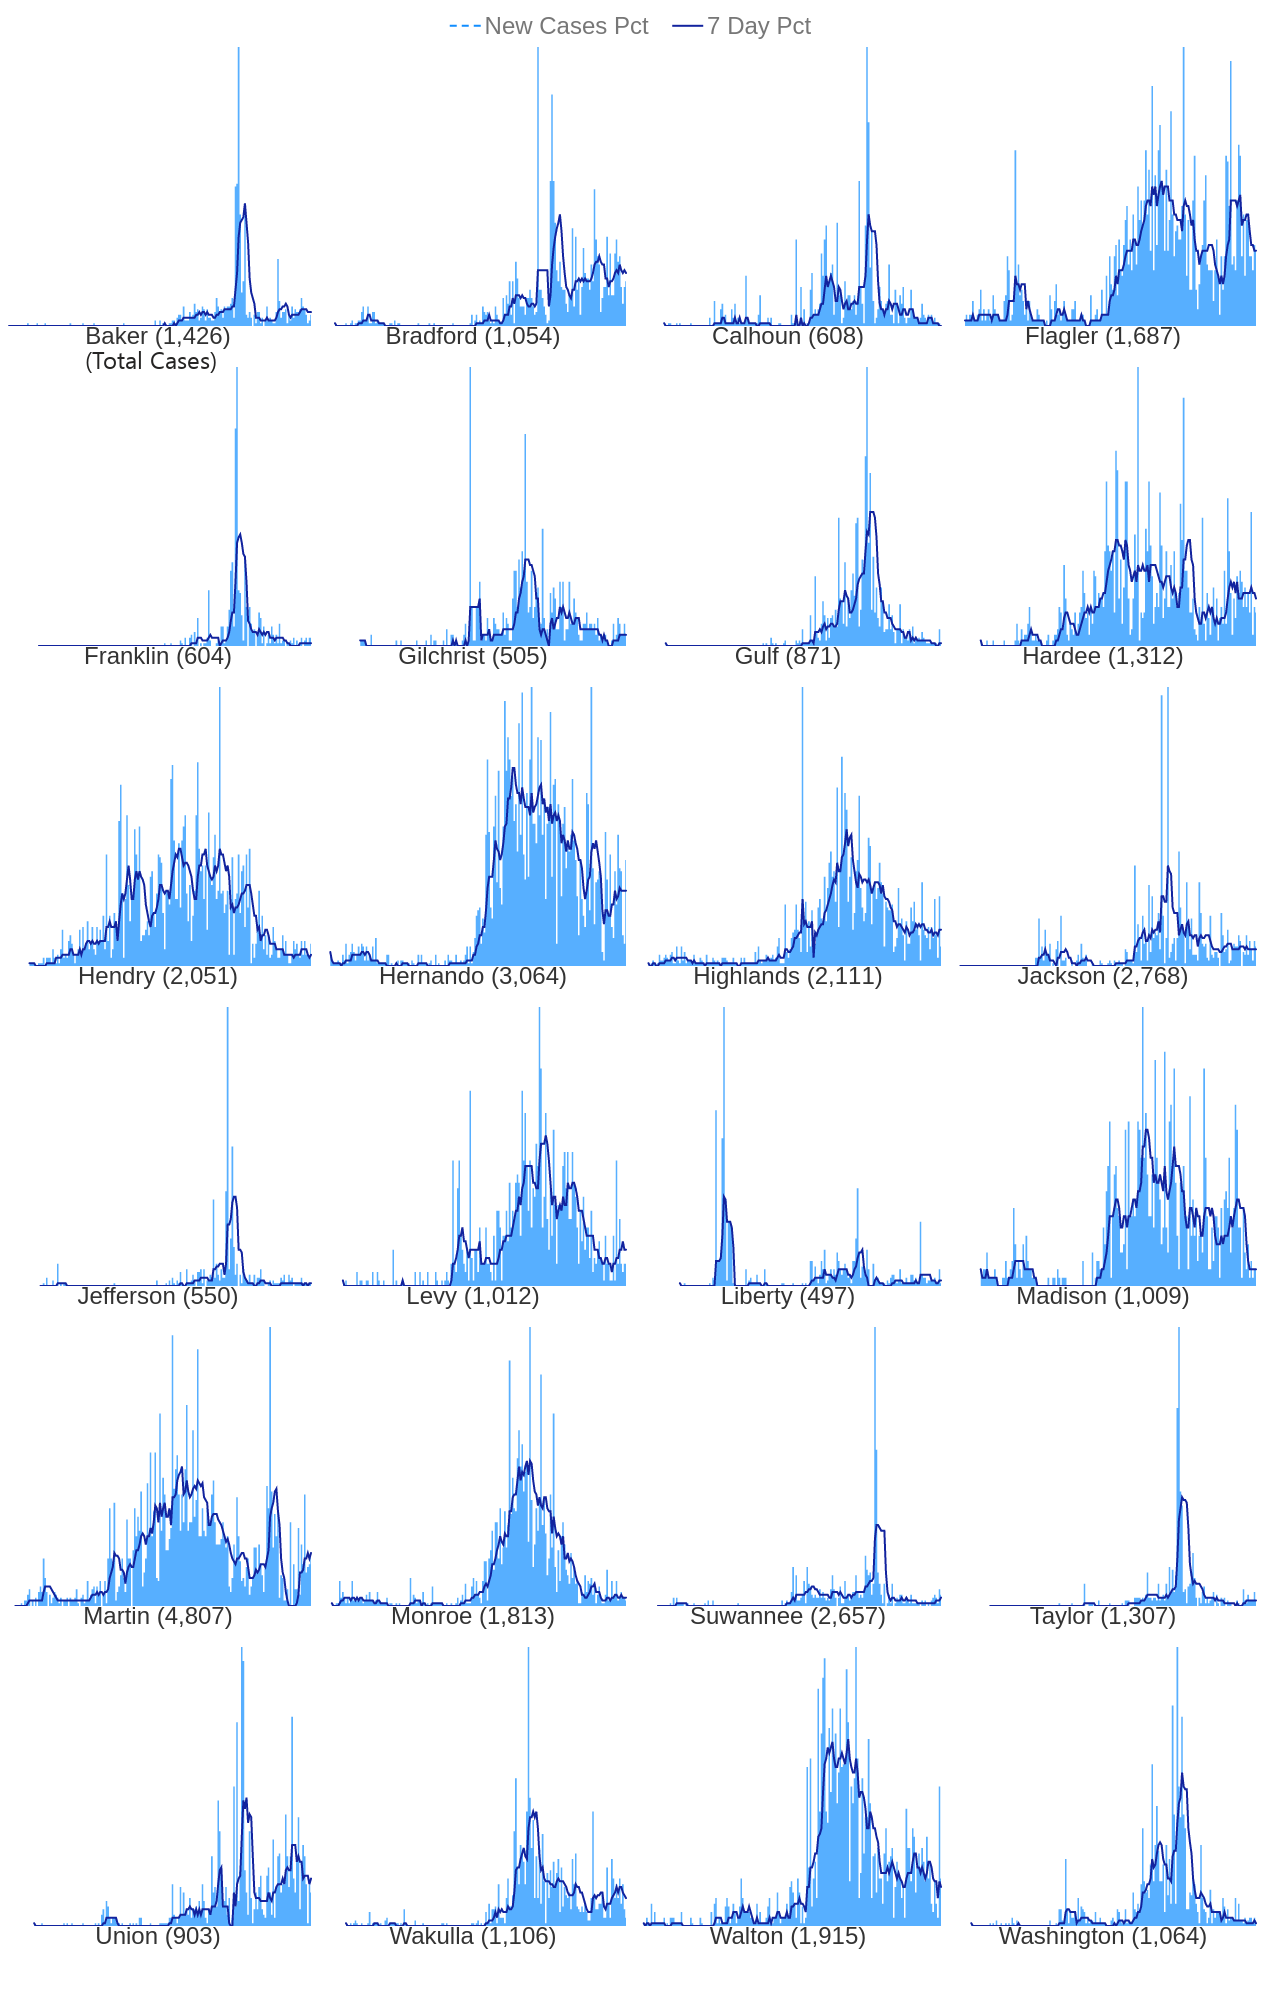 New Cases Pct 7 Day Pct
Baker (1,426) Bradford (1,054) Calhoun (608) Flagler (1,687)
(Total Cases)
Franklin (604) Gilchrist (505) Gulf (871) Hardee (1,312)
Hendry (2,051) Hernando (3,064) Highlands (2,111) Jackson (2,768)
Jefferson (550) Levy (1,012) Liberty (497) Madison (1,009)
Martin (4,807) Monroe (1,813) Suwannee (2,657) Taylor (1,307)
Union (903) Wakulla (1,106) Walton (1,915) Washington (1,064)